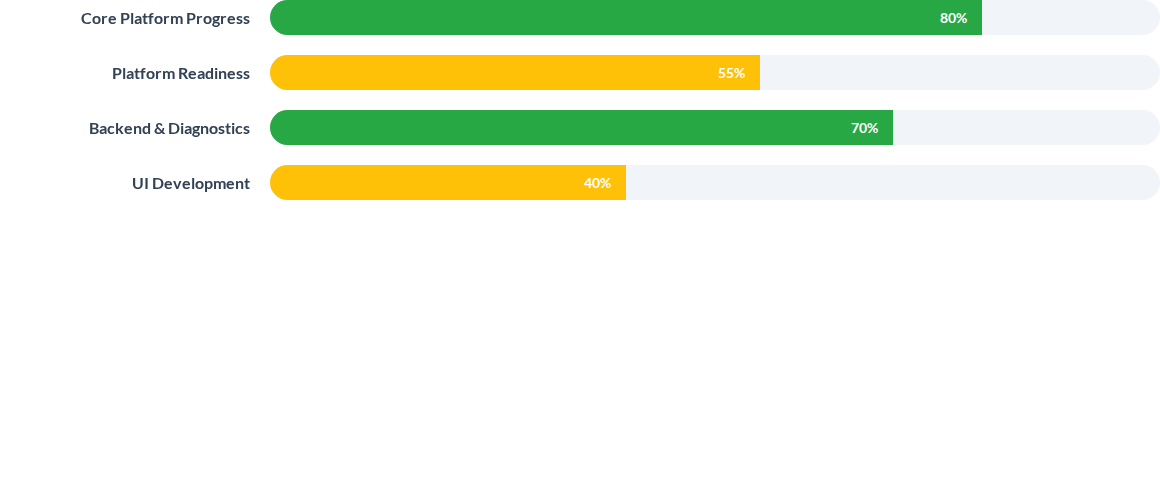 Core Platform Progress 80%
Platform Readiness 55%
Backend & Diagnostics 70%
UI Development 40%